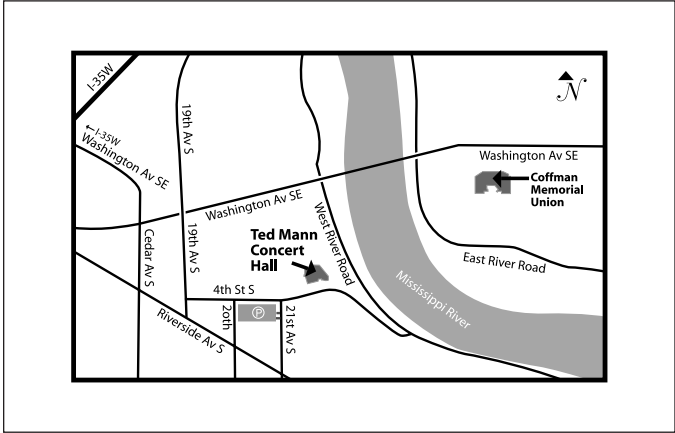 I-35W
19th Av S
N
←I-35W
Washington Av SE
Washington Av SE
Coffman
Memorial
Union
Washington Av SE
West River Road
19th Av S
Cedar Av S
Ted Mann
Concert
Hall
East River Road
Mississippi River
4th St S
P
20th
21st Av S
Riverside Av S